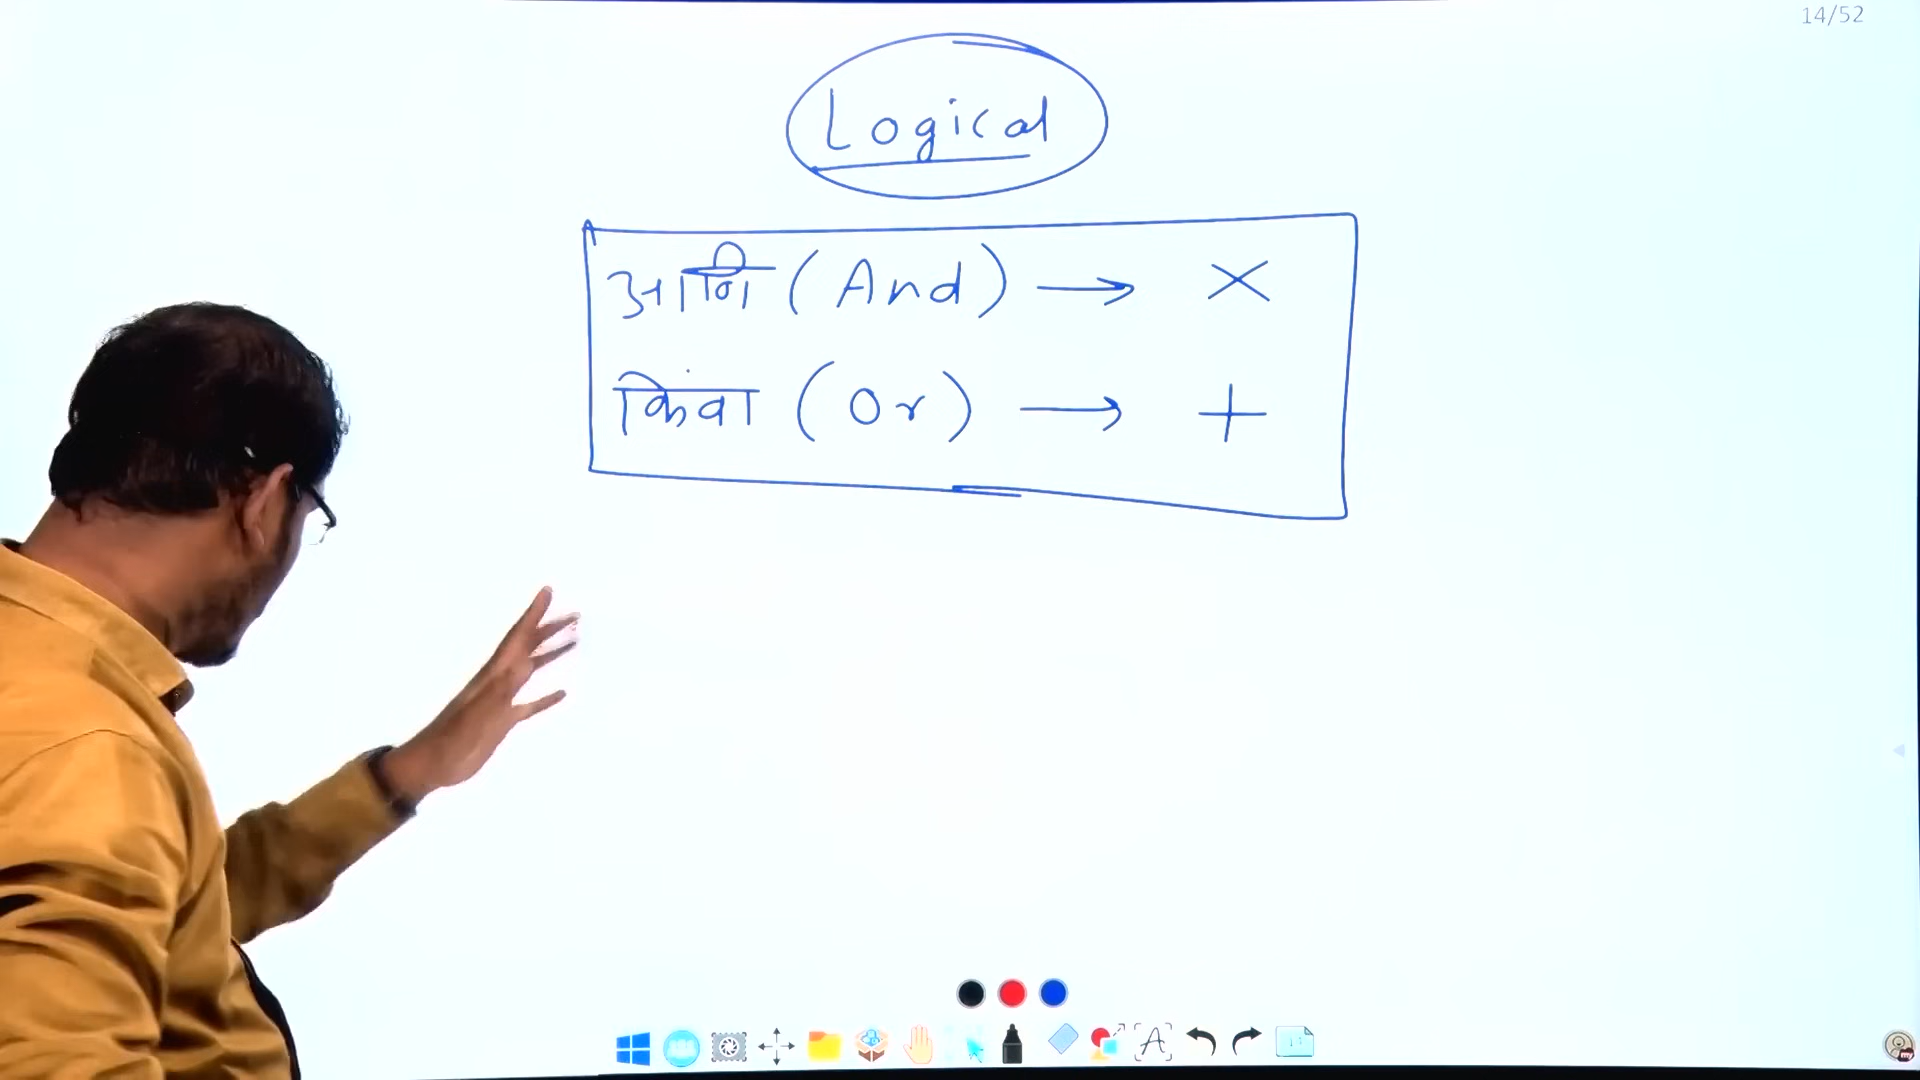 14/52
Logical
आणि (And) → ×
किंवा (Or) → +